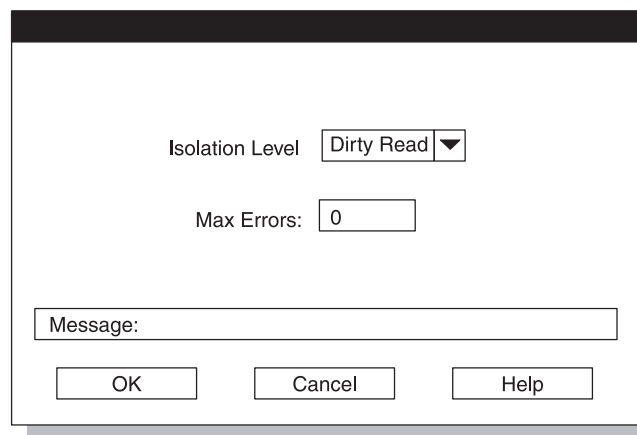 Isolation Level Dirty Read
Max Errors: 0
Message:
OK Cancel Help